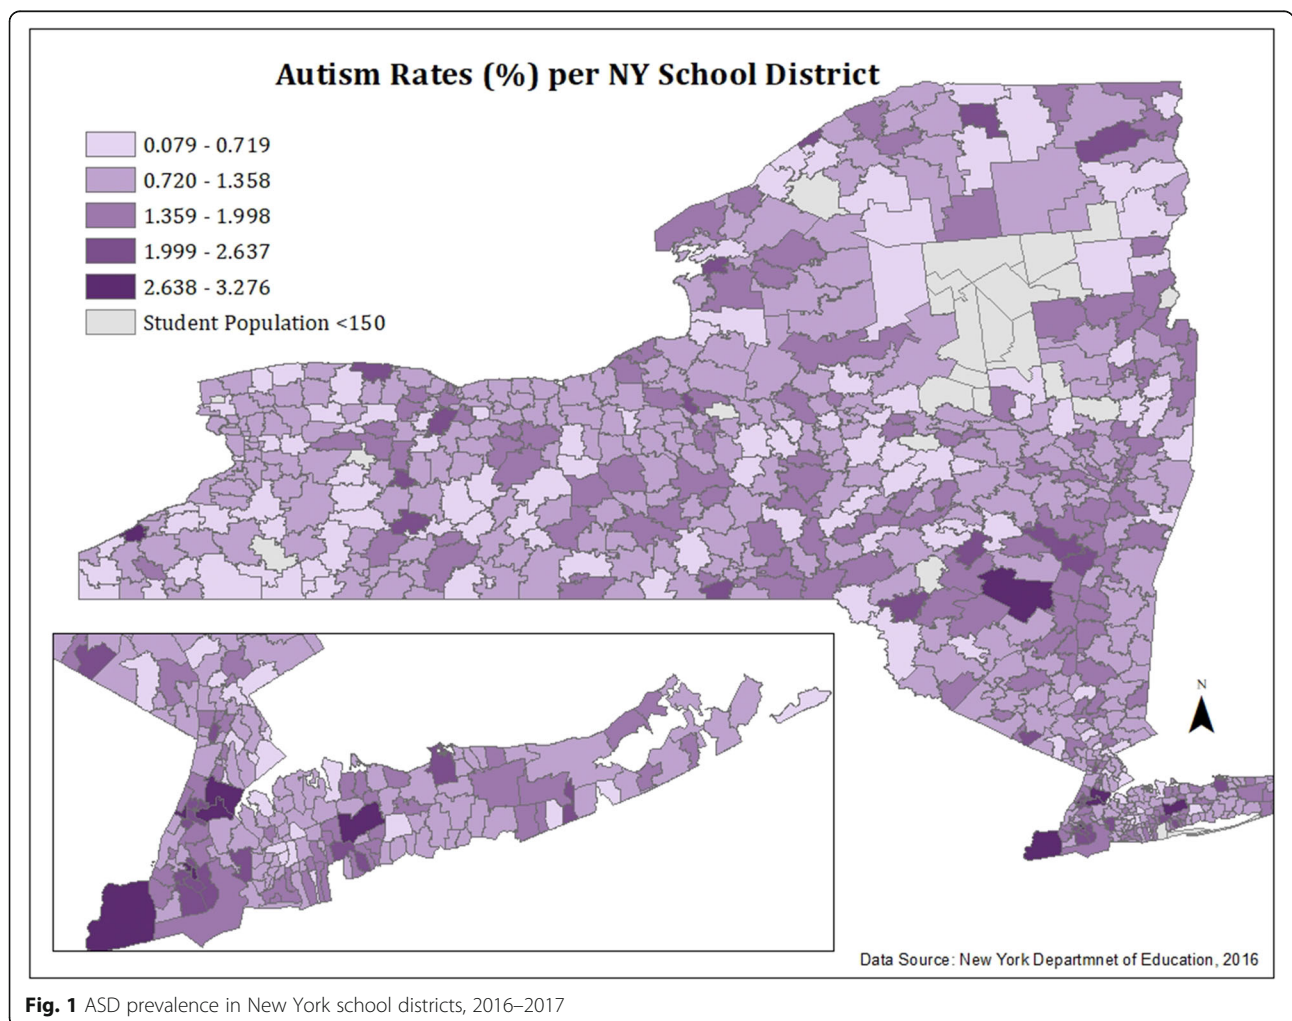 Autism Rates (%) per NY School District
0.079 - 0.719
0.720 - 1.358
1.359 - 1.998
1.999 - 2.637
2.638 - 3.276
Student Population <150
N
Data Source: New York Departmnet of Education, 2016
Fig. 1 ASD prevalence in New York school districts, 2016–2017